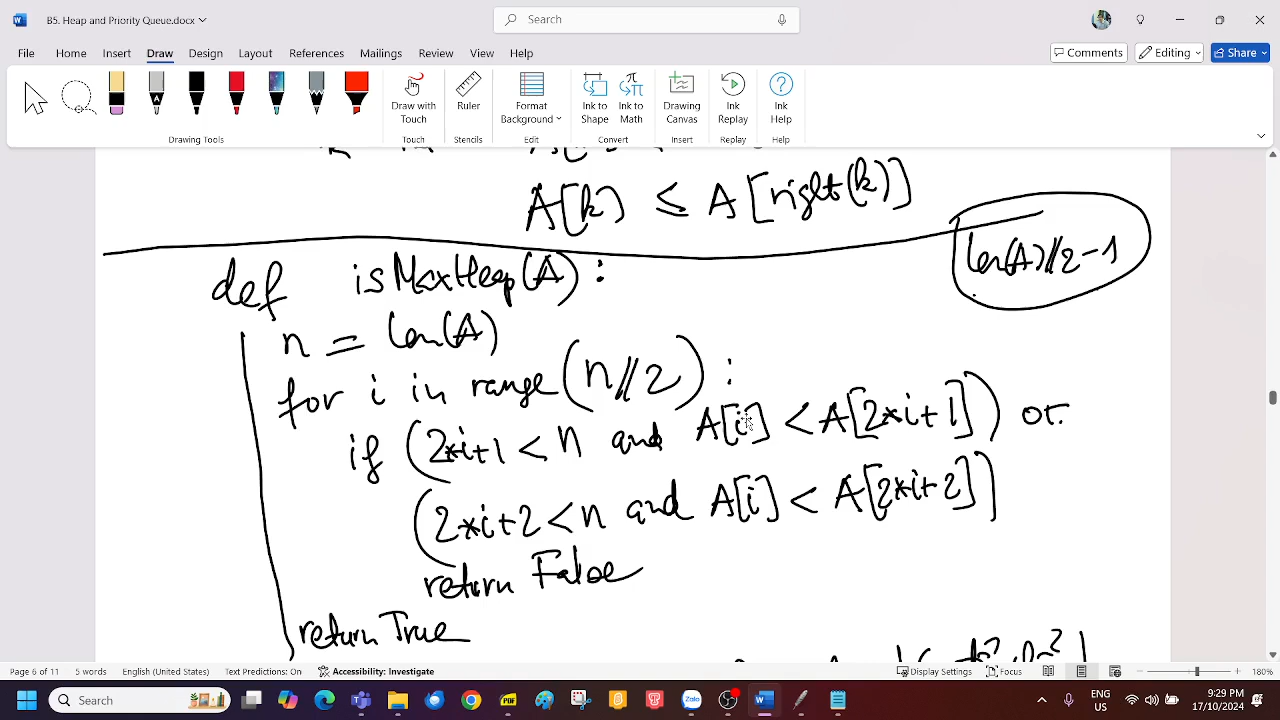 B5. Heap and Priority Queue.docx
Search
File Home Insert Draw Design Layout References Mailings Review View Help
Comments Editing Share
Draw with Touch
Ruler
Format Background
Ink to Shape
Ink to Math
Drawing Canvas
Ink Replay
Ink Help
Drawing Tools Touch Stencils Edit Convert Insert Replay Help
A[k] ≤ A[right(k)]
len(A)//2-1
def isMaxHeap(A):
n = len(A)
for i in range(n//2):
if (2*i+1 < n and A[i] < A[2*i+1]) or
(2*i+2 < n and A[i] < A[2*i+2])
return False
return True
Page 6 of 11 5 words English (United States) Text Predictions: On Accessibility: Investigate Display Settings Focus 180%
Search
PDF
Zalo
ENG
US
9:29 PM
17/10/2024